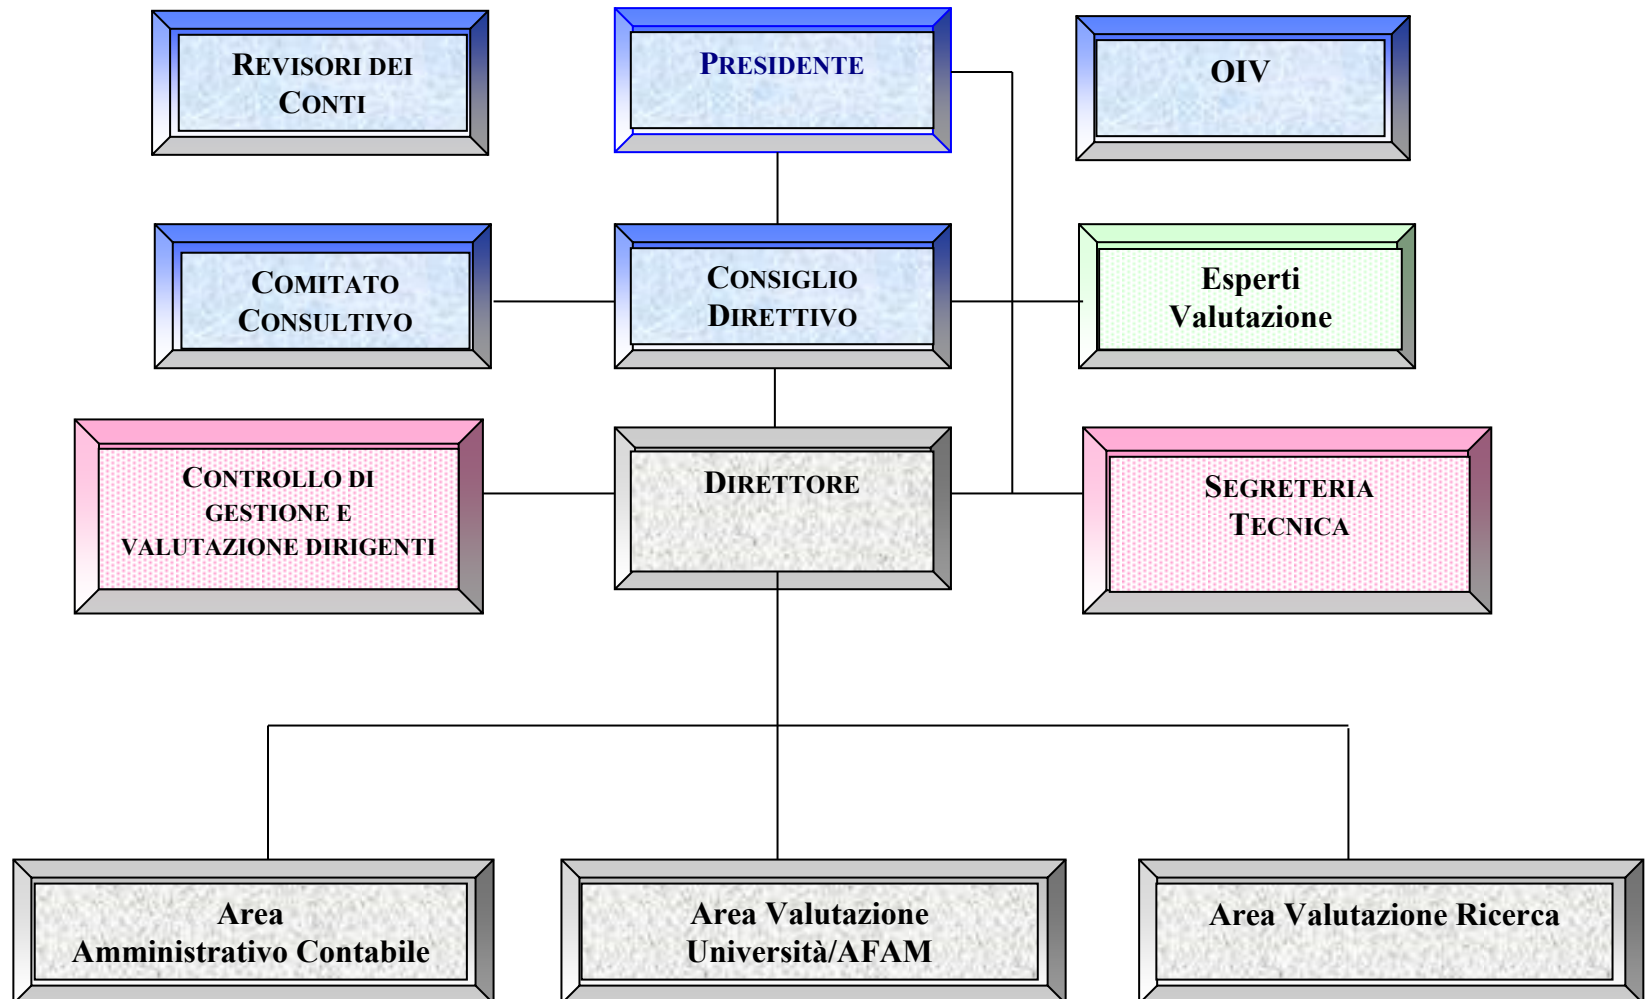 REVISORI DEI
CONTI
PRESIDENTE
OIV
COMITATO
CONSULTIVO
CONSIGLIO
DIRETTIVO
Esperti
Valutazione
CONTROLLO DI
GESTIONE E
VALUTAZIONE DIRIGENTI
DIRETTORE
SEGRETERIA
TECNICA
Area
Amministrativo Contabile
Area Valutazione
Università/AFAM
Area Valutazione Ricerca